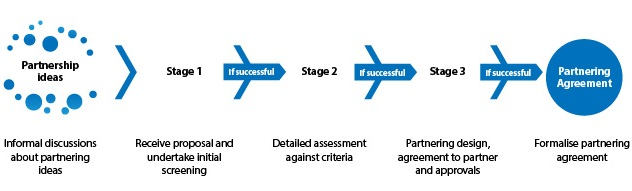 Partnership
ideas
Stage 1
If successful
Stage 2
If successful
Stage 3
If successful
Partnering
Agreement
Informal discussions
about partnering
ideas
Receive proposal and
undertake initial
screening
Detailed assessment
against criteria
Partnering design,
agreement to partner
and approvals
Formalise partnering
agreement